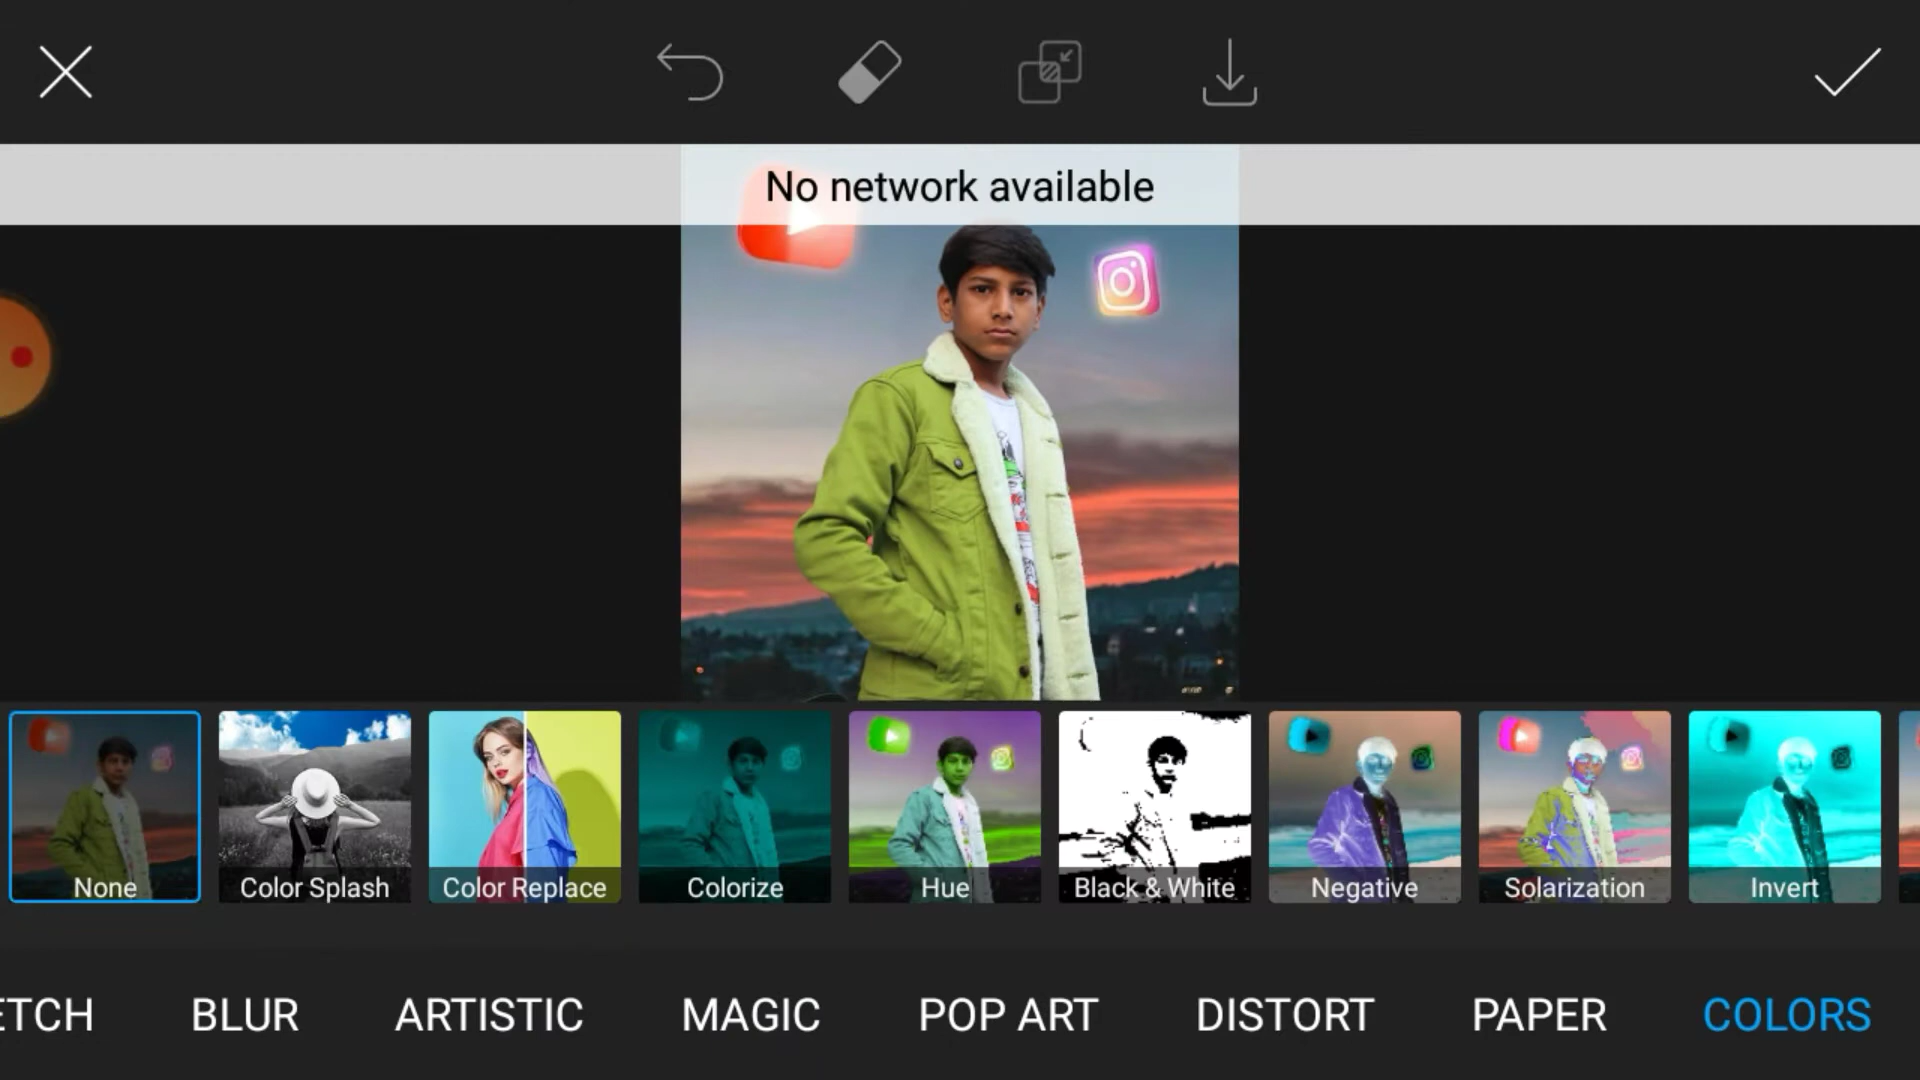 No network available
None
Color Splash
Color Replace
Colorize
Hue
Black & White
Negative
Solarization
Invert
ETCH
BLUR
ARTISTIC
MAGIC
POP ART
DISTORT
PAPER
COLORS